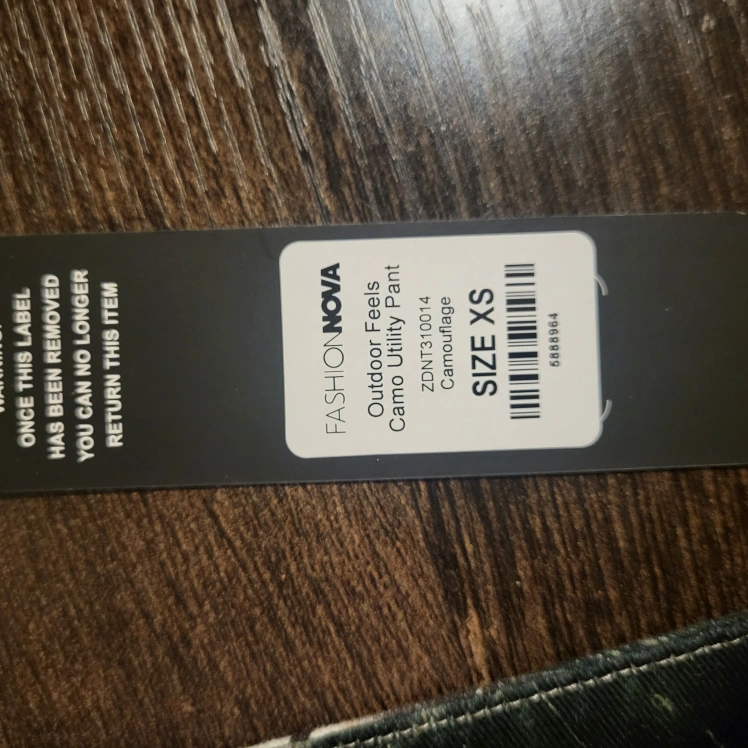 ONCE THIS LABEL
HAS BEEN REMOVED
YOU CAN NO LONGER
RETURN THIS ITEM
FASHIONNOVA
Outdoor Feels
Camo Utility Pant
ZDNT310014
Camouflage
SIZE XS
5888964